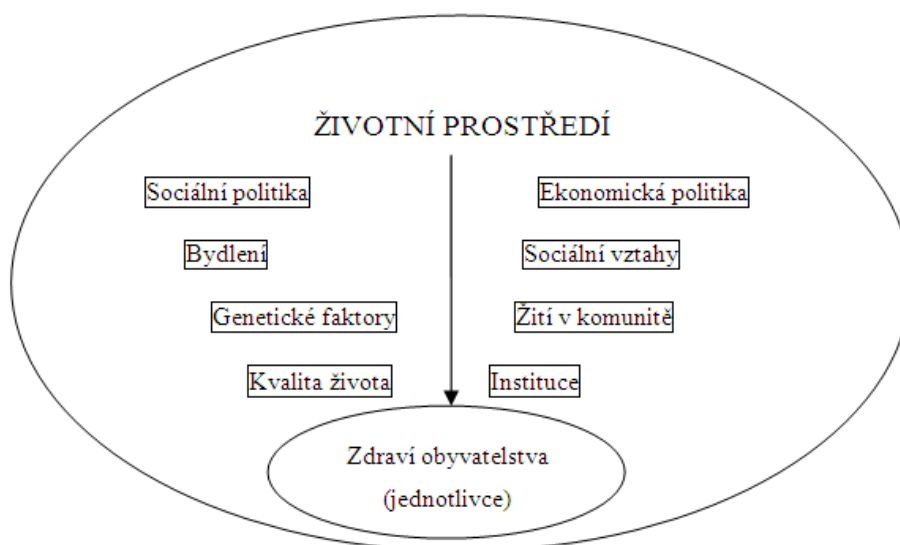 ŽIVOTNÍ PROSTŘEDÍ
Sociální politika
Ekonomická politika
Bydlení
Sociální vztahy
Genetické faktory
Žití v komunitě
Kvalita života
Instituce
Zdraví obyvatelstva
(jednotlivce)